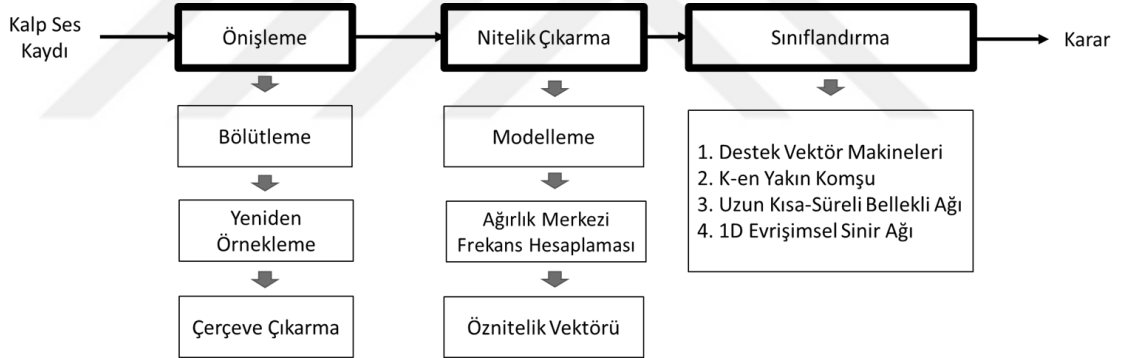 Kalp Ses
Kaydı
Önişleme
Nitelik Çıkarma
Sınıflandırma
Karar
Bölütleme
Yeniden
Örnekleme
Çerçeve Çıkarma
Modelleme
Ağırlık Merkezi
Frekans Hesaplaması
Öznitelik Vektörü
1. Destek Vektör Makineleri
2. K-en Yakın Komşu
3. Uzun Kısa-Süreli Bellekli Ağı
4. 1D Evrişimsel Sinir Ağı